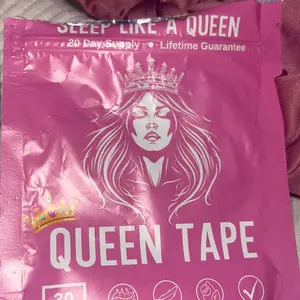 SLEEP LIKE A QUEEN
30 Day Supply • Lifetime Guarantee
QUEEN TAPE
30